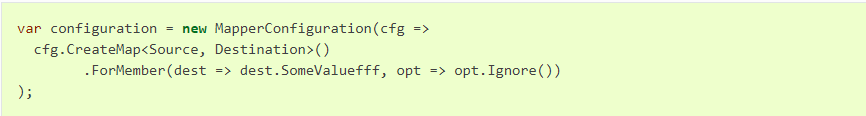 var configuration = new MapperConfiguration(cfg =>
  cfg.CreateMap<Source, Destination>()
        .ForMember(dest => dest.SomeValuefff, opt => opt.Ignore())
);